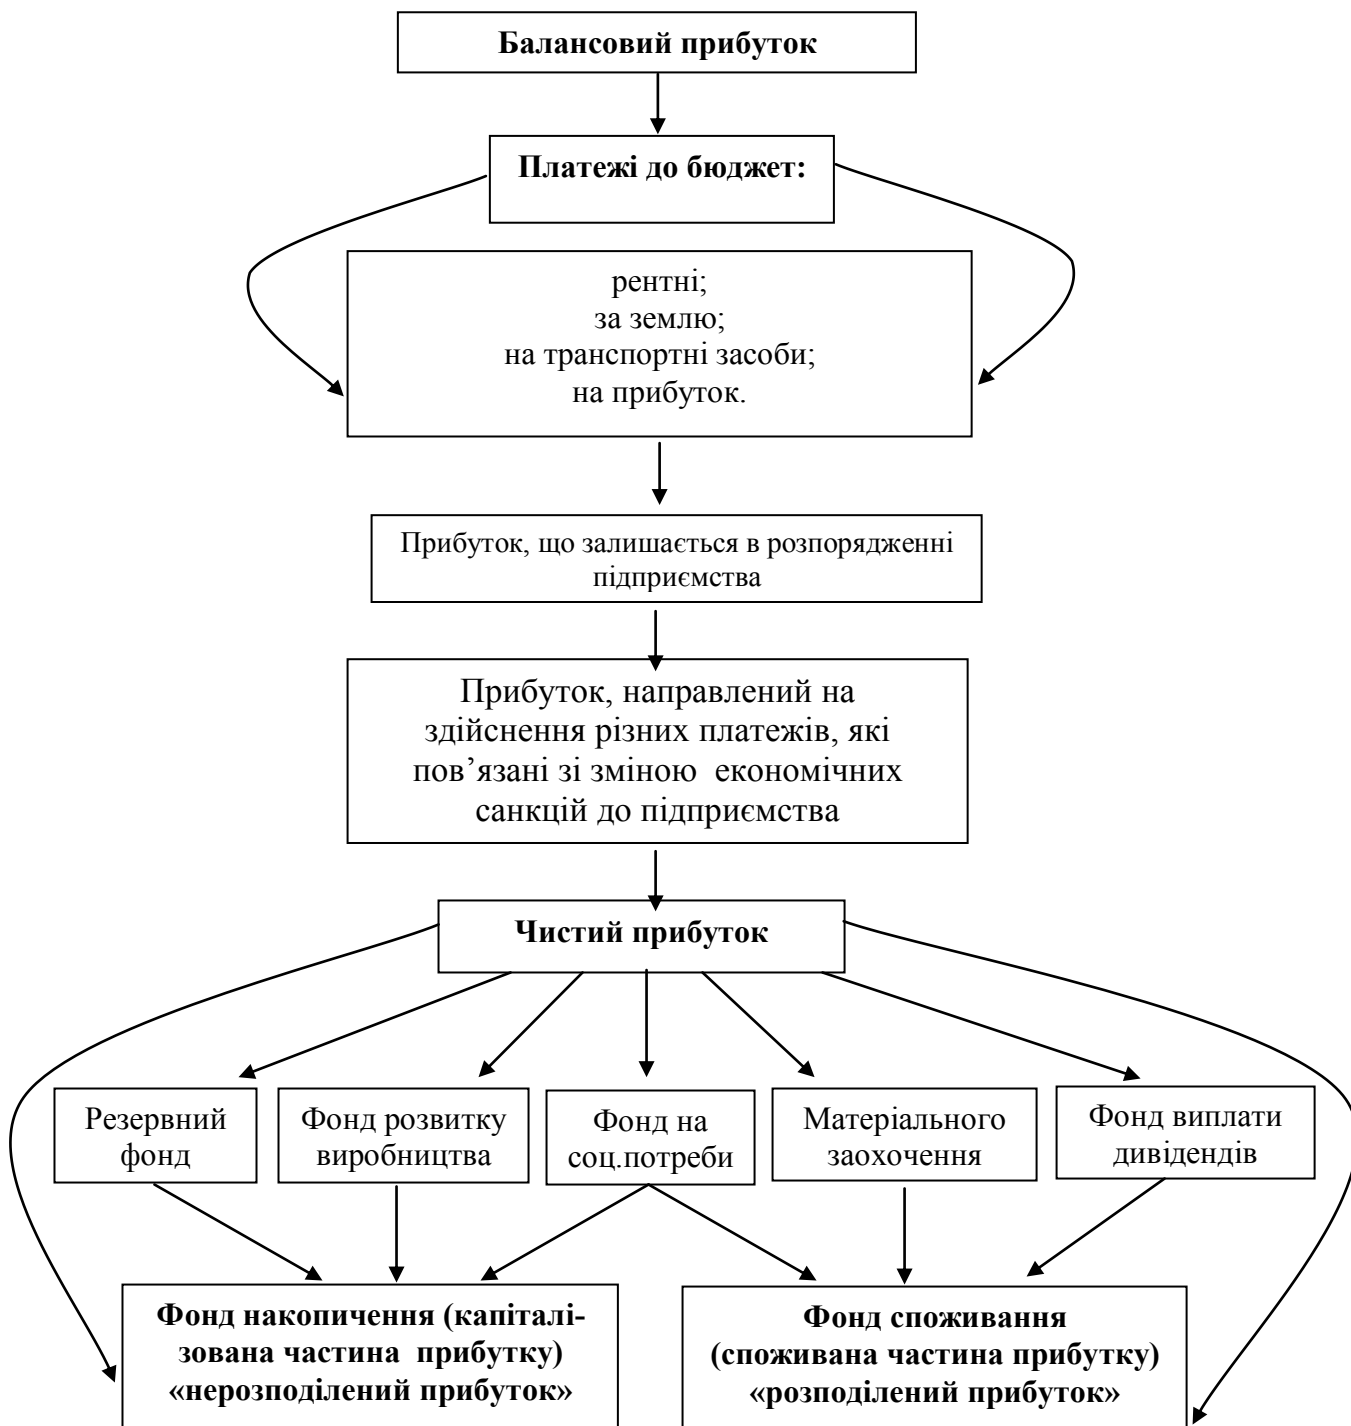 Балансовий прибуток
Платежі до бюджет:
рентні;
за землю;
на транспортні засоби;
на прибуток.
Прибуток, що залишається в розпорядженні
підприємства
Прибуток, направлений на
здійснення різних платежів, які
пов’язані зі зміною економічних
санкцій до підприємства
Чистий прибуток
Резервний
фонд
Фонд розвитку
виробництва
Фонд на
соц.потреби
Матеріального
заохочення
Фонд виплати
дивідендів
Фонд накопичення (капіталі-
зована частина прибутку)
«нерозподілений прибуток»
Фонд споживання
(споживана частина прибутку)
«розподілений прибуток»